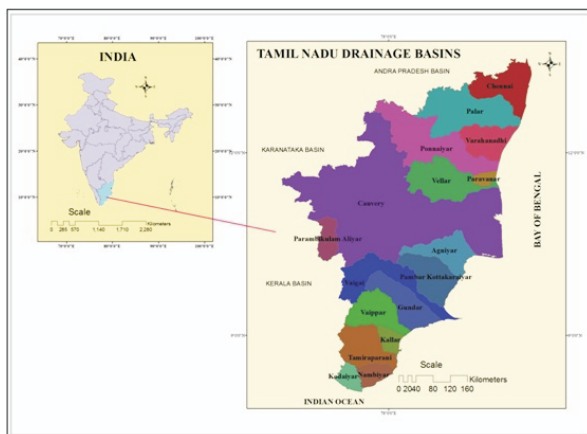 INDIA
Scale
0 285 570 1,140 1,710 2,280
Kilometers
TAMIL NADU DRAINAGE BASINS
ANDRA PRADESH BASIN
Chennai
Palar
Ponnaiyar
Varahanadhi
KARANATAKA BASIN
Vellar
Paravanar
Cauvery
BAY OF BENGAL
Parambikulam Aliyar
Agniyar
Pambar Kottakaraiyar
KERALA BASIN
Vaigai
Gundar
Vaippar
Kallar
Tamiraparani
Kodaiyar
Nambiyar
Scale
Kilometers
0 20 40 80 120 160
INDIAN OCEAN